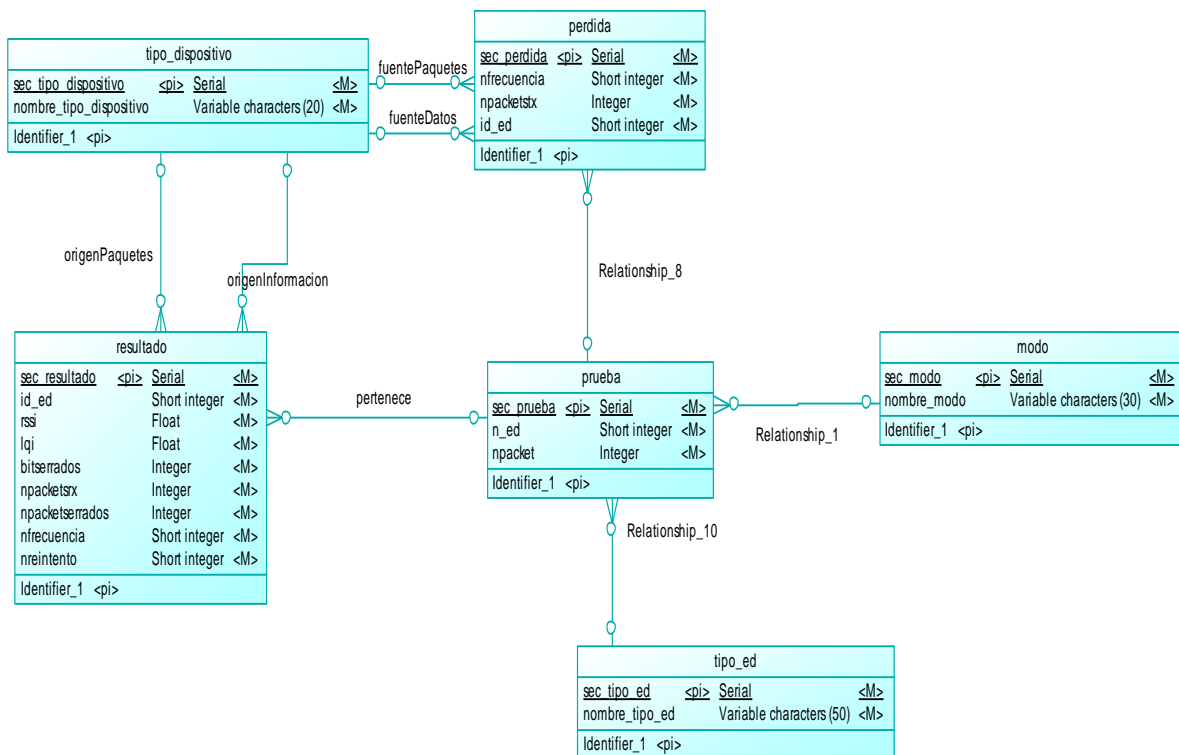 tipo_dispositivo
sec_tipo_dispositivo <pi> Serial <M>
nombre_tipo_dispositivo Variable characters (20) <M>
Identifier_1 <pi>
fuentePaquetes
fuenteDatos
perdida
sec_perdida <pi> Serial <M>
nfrecuencia Short integer <M>
npacketstx Integer <M>
id_ed Short integer <M>
Identifier_1 <pi>
origenPaquetes
origenInformacion
Relationship_8
resultado
sec_resultado <pi> Serial <M>
id_ed Short integer <M>
rssi Float <M>
lqi Float <M>
bitserrados Integer <M>
npacketsrx Integer <M>
npacketserrados Integer <M>
nfrecuencia Short integer <M>
nreintento Short integer <M>
Identifier_1 <pi>
pertenece
prueba
sec_prueba <pi> Serial <M>
n_ed Short integer <M>
npacket Integer <M>
Identifier_1 <pi>
Relationship_1
modo
sec_modo <pi> Serial <M>
nombre_modo Variable characters (30) <M>
Identifier_1 <pi>
Relationship_10
tipo_ed
sec_tipo_ed <pi> Serial <M>
nombre_tipo_ed Variable characters (50) <M>
Identifier_1 <pi>